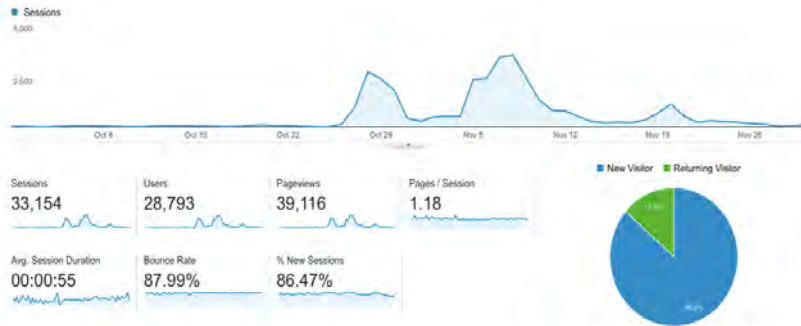 Sessions
5,000
2,500
Oct 8
Oct 15
Oct 22
Oct 29
Nov 5
Nov 12
Nov 19
Nov 26
New Visitor
Returning Visitor
Sessions
33,154
Users
28,793
Pageviews
39,116
Pages / Session
1.18
Avg. Session Duration
00:00:55
Bounce Rate
87.99%
% New Sessions
86.47%